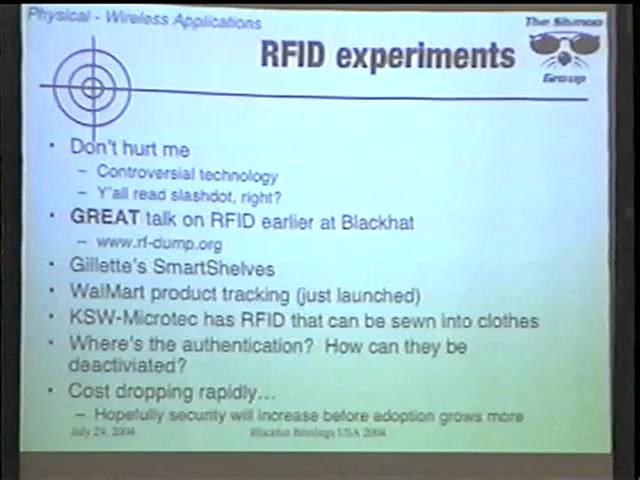 Physical - Wireless Applications
The Shmoo
RFID experiments
Group
• Don't hurt me
– Controversial technology
– Y'all read slashdot, right?
• GREAT talk on RFID earlier at Blackhat
– www.rf-dump.org
• Gillette's SmartShelves
• WalMart product tracking (just launched)
• KSW-Microtec has RFID that can be sewn into clothes
• Where's the authentication? How can they be
deactiviated?
• Cost dropping rapidly...
– Hopefully security will increase before adoption grows more
July 29, 2004
Blackhat Briefings USA 2004